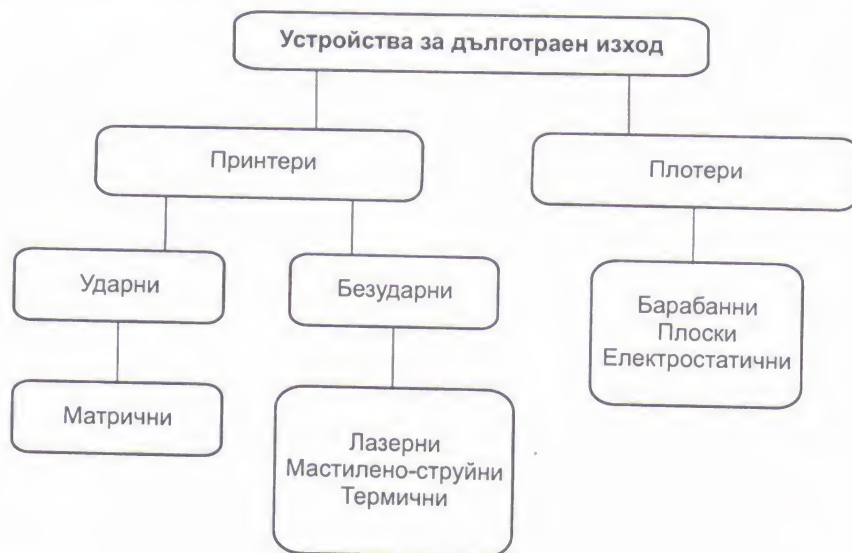 Устройства за дълготраен изход
Принтери
Плотери
Ударни
Безударни
Барабанни
Плоски
Електростатични
Матрични
Лазерни
Мастилено-струйни
Термични